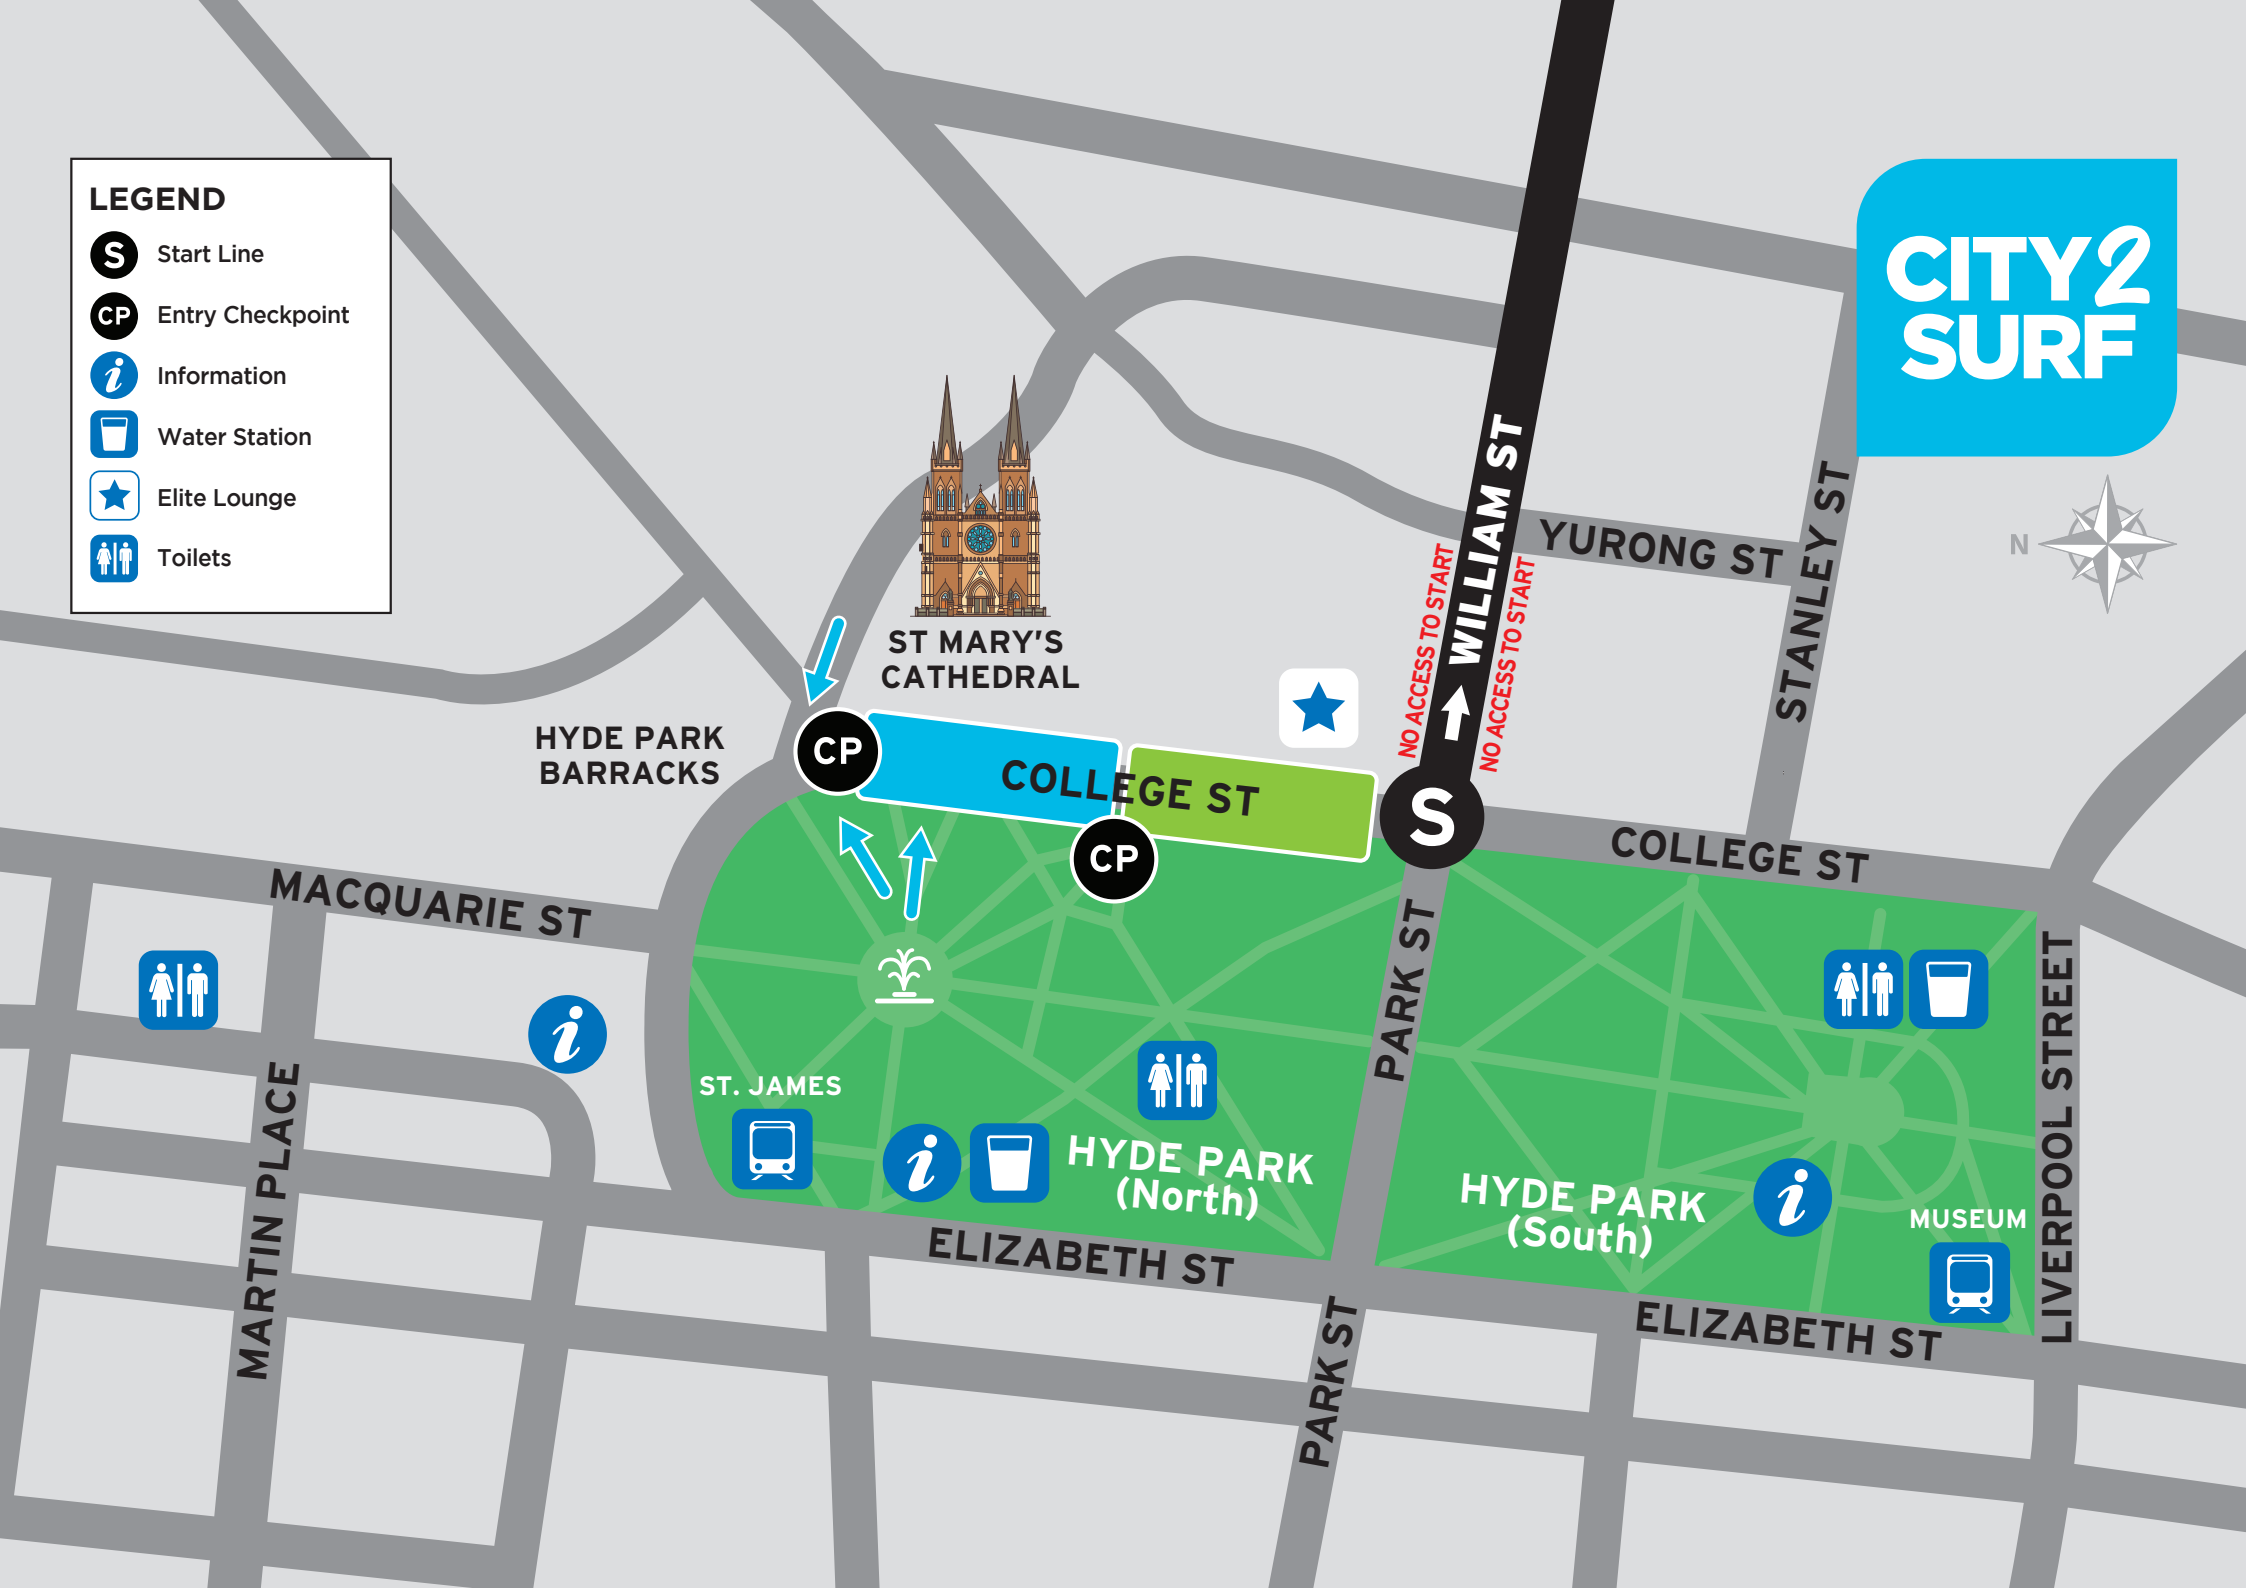 LEGEND
S Start Line
CP Entry Checkpoint
i Information
Water Station
Elite Lounge
Toilets
CITY2
SURF
N
WILLIAM ST
NO ACCESS TO START
NO ACCESS TO START
YURONG ST
STANLEY ST
ST MARY'S
CATHEDRAL
HYDE PARK
BARRACKS
CP
COLLEGE ST
CP
S
COLLEGE ST
MACQUARIE ST
MARTIN PLACE
i
PARK ST
LIVERPOOL STREET
ST. JAMES
i
HYDE PARK
(North)
HYDE PARK
(South)
i
MUSEUM
ELIZABETH ST
ELIZABETH ST
PARK ST